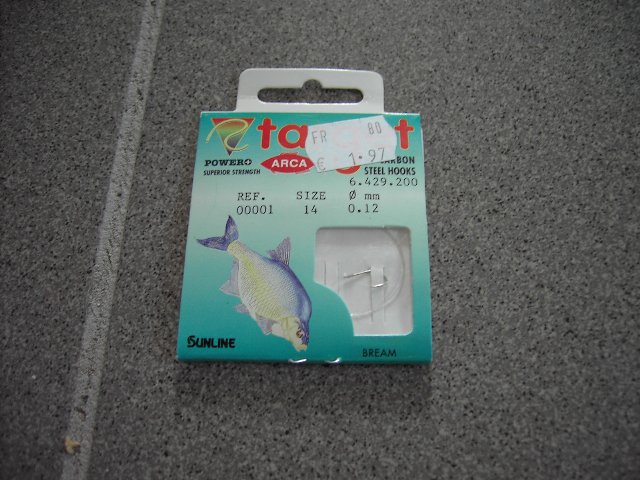 FR 80
€ 1.97
POWERO
SUPERIOR STRENGTH
ARCA
STEEL HOOKS
6.429.200
REF. SIZE Ø mm
00001 14 0.12
SUNLINE
BREAM